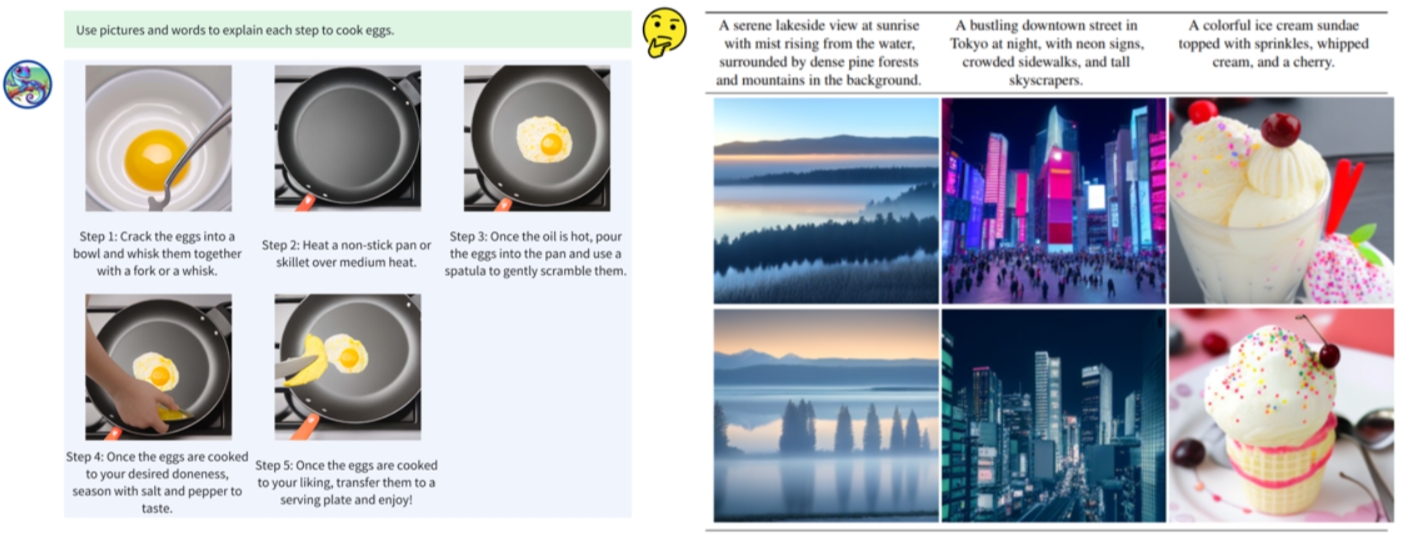 Use pictures and words to explain each step to cook eggs.
Step 1: Crack the eggs into a
bowl and whisk them together
with a fork or a whisk.
Step 2: Heat a non-stick pan or
skillet over medium heat.
Step 3: Once the oil is hot, pour
the eggs into the pan and use a
spatula to gently scramble them.
Step 4: Once the eggs are cooked
to your desired doneness,
season with salt and pepper to
taste.
Step 5: Once the eggs are cooked
to your liking, transfer them to a
serving plate and enjoy!
A serene lakeside view at sunrise
with mist rising from the water,
surrounded by dense pine forests
and mountains in the background.
A bustling downtown street in
Tokyo at night, with neon signs,
crowded sidewalks, and tall
skyscrapers.
A colorful ice cream sundae
topped with sprinkles, whipped
cream, and a cherry.